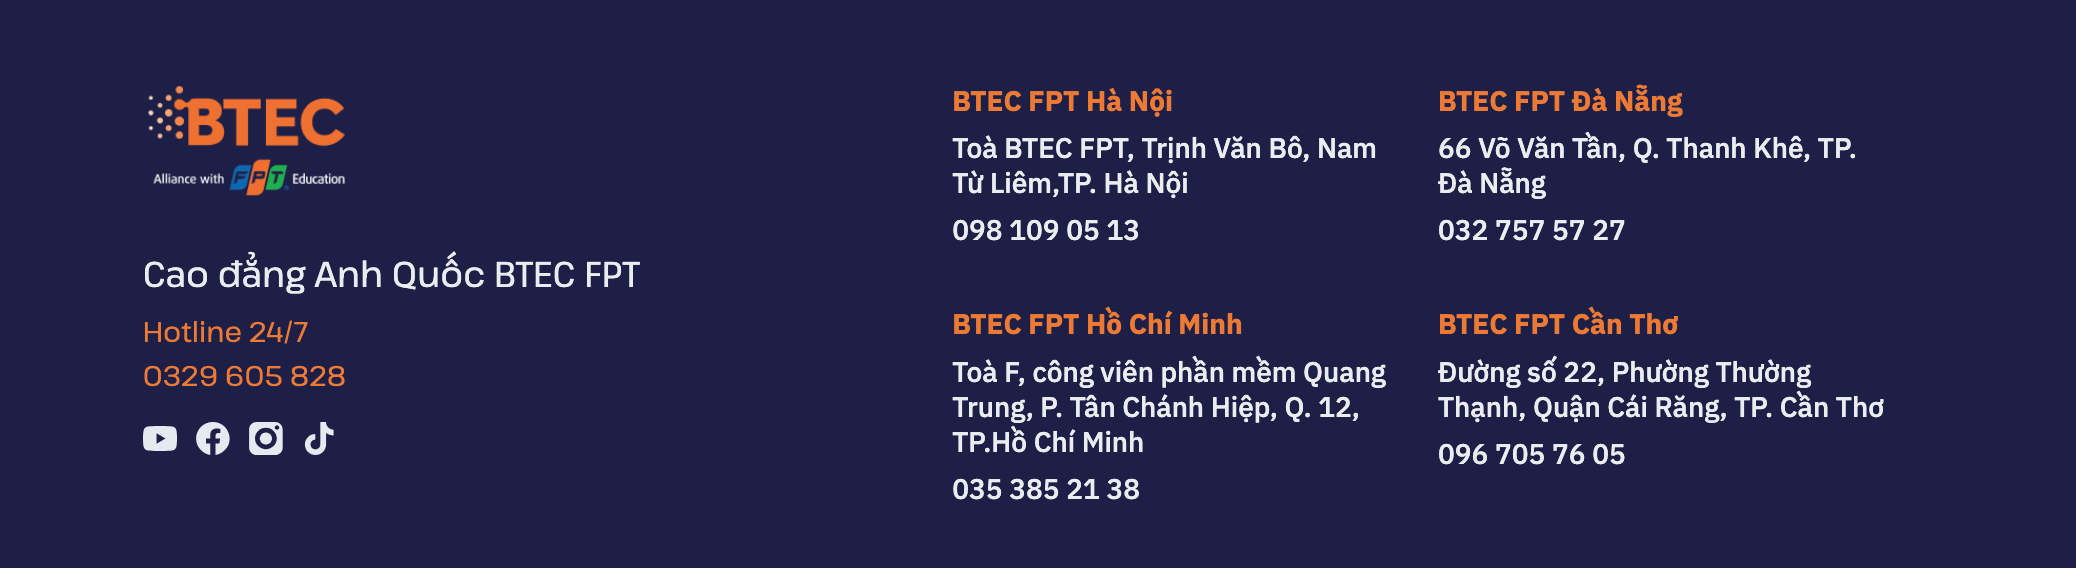 BTEC
Alliance with FPT Education
Cao đẳng Anh Quốc BTEC FPT
Hotline 24/7
0329 605 828
BTEC FPT Hà Nội
Toà BTEC FPT, Trịnh Văn Bô, Nam
Từ Liêm,TP. Hà Nội
098 109 05 13
BTEC FPT Đà Nẵng
66 Võ Văn Tần, Q. Thanh Khê, TP.
Đà Nẵng
032 757 57 27
BTEC FPT Hồ Chí Minh
Toà F, công viên phần mềm Quang
Trung, P. Tân Chánh Hiệp, Q. 12,
TP.Hồ Chí Minh
035 385 21 38
BTEC FPT Cần Thơ
Đường số 22, Phường Thường
Thạnh, Quận Cái Răng, TP. Cần Thơ
096 705 76 05